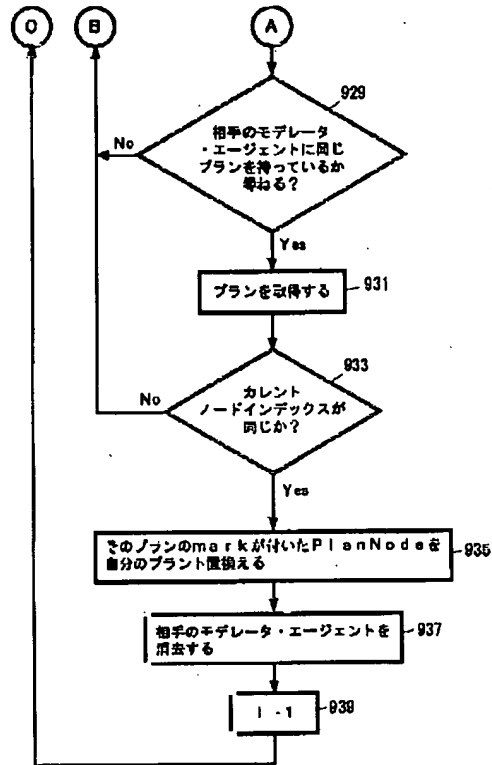 O
B
A
929
相手のモデレータ
・エージェントに同じ
プランを持っているか
尋ねる?
No
Yes
プランを取得する
931
933
カレント
ノードインデックスが
同じか?
No
Yes
そのプランのmarkが付いたPlanNodeを
自分のプラント置換える
935
相手のモデレータ・エージェントを
消去する
937
I - 1
939